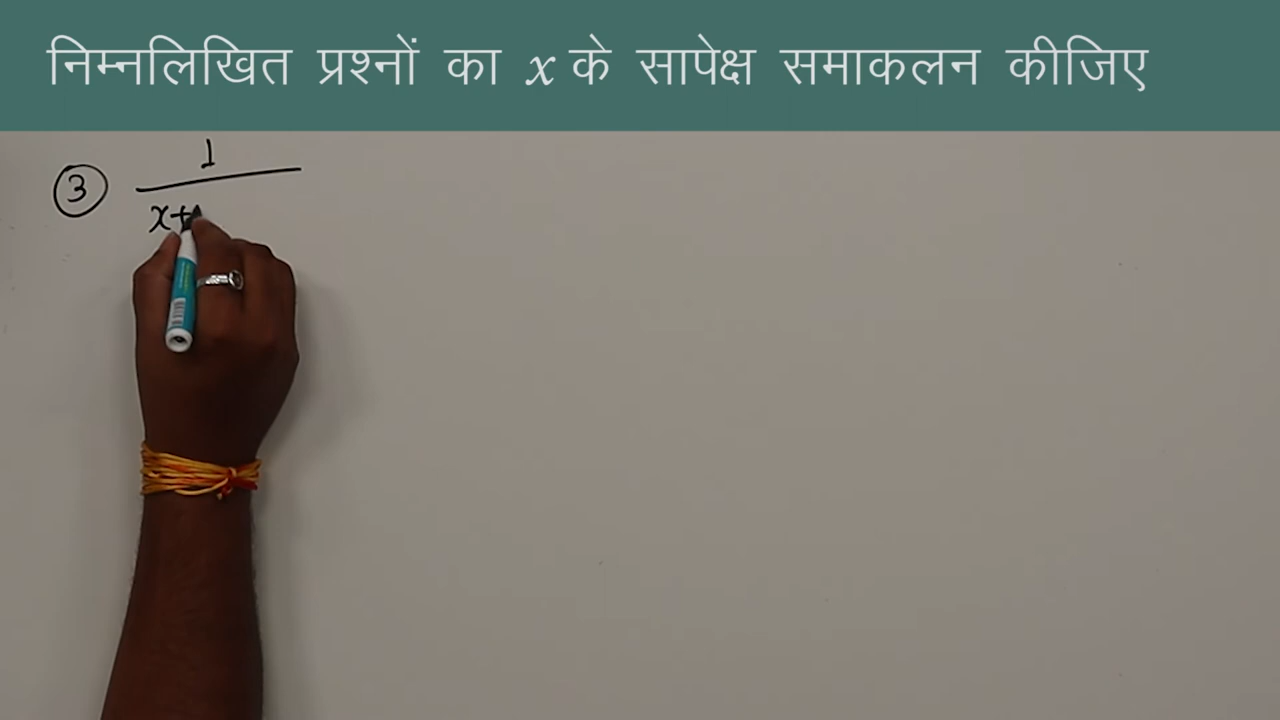 निम्नलिखित प्रश्नों का x के सापेक्ष समाकलन कीजिए
3
1
x+